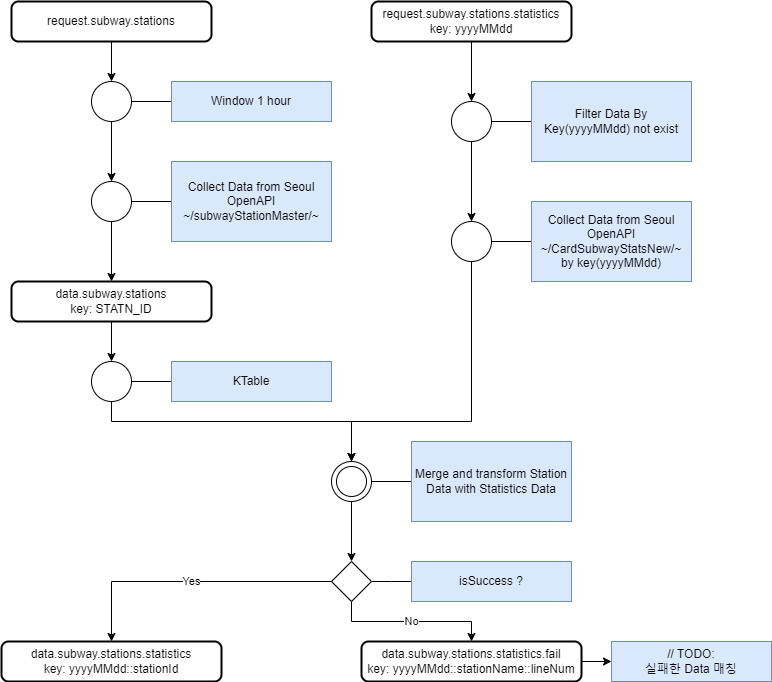 request.subway.stations
request.subway.stations.statistics
key: yyyyMMdd
Window 1 hour
Filter Data By
Key(yyyyMMdd) not exist
Collect Data from Seoul
OpenAPI
~/subwayStationMaster/~
Collect Data from Seoul
OpenAPI
~/CardSubwayStatsNew/~
by key(yyyyMMdd)
data.subway.stations
key: STATN_ID
KTable
Merge and transform Station
Data with Statistics Data
isSuccess ?
Yes
No
data.subway.stations.statistics
key: yyyyMMdd::stationId
data.subway.stations.statistics.fail
key: yyyyMMdd::stationName::lineNum
// TODO:
실패한 Data 매칭